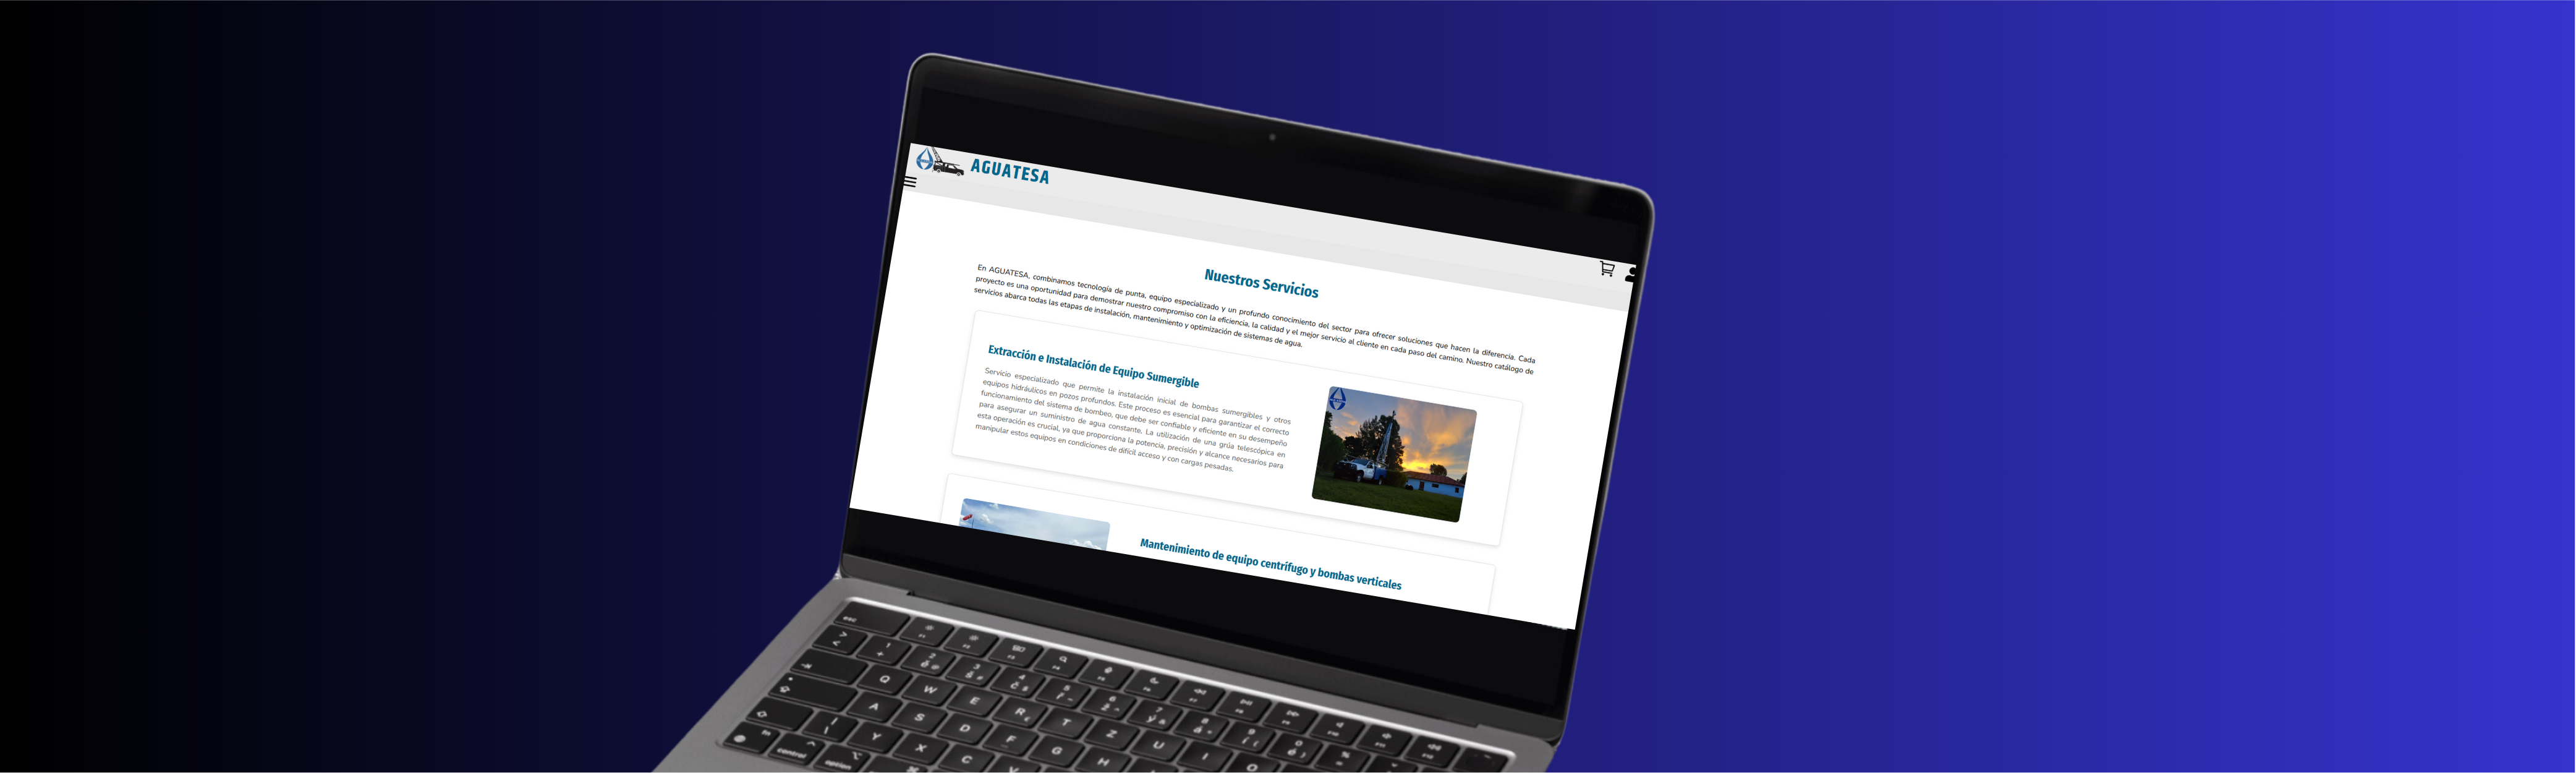 AGUATESA
Nuestros Servicios
En AGUATESA, combinamos tecnología de punta, equipo especializado y un profundo conocimiento del sector para ofrecer soluciones que hacen la diferencia. Cada
proyecto es una oportunidad para demostrar nuestro compromiso con la eficiencia, la calidad y el mejor servicio al cliente en cada paso del camino. Nuestro catálogo de
servicios abarca todas las etapas de instalación, mantenimiento y optimización de sistemas de agua.
Extracción e Instalación de Equipo Sumergible
Servicio especializado que permite la instalación inicial de bombas sumergibles y otros
equipos hidráulicos en pozos profundos. Este proceso es esencial para garantizar el correcto
funcionamiento del sistema de bombeo, que debe ser confiable y eficiente en su desempeño
para asegurar un suministro de agua constante. La utilización de una grúa telescópica en
esta operación es crucial, ya que proporciona la potencia, precisión y alcance necesarios para
manipular estos equipos en condiciones de difícil acceso y con cargas pesadas.
Mantenimiento de equipo centrífugo y bombas verticales
esc
Q W E R T Z U I O
A S D F G H J
fn Y X C V
control option